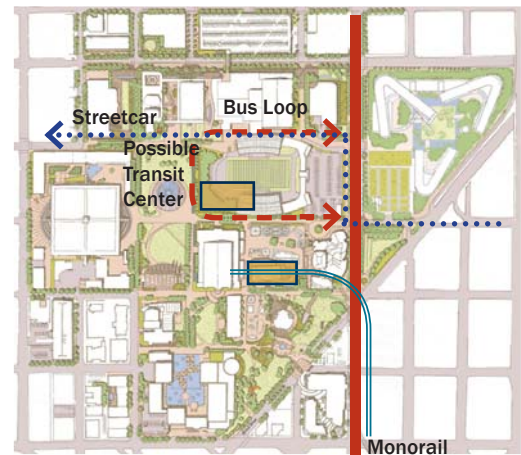 Bus Loop
Streetcar
Possible
Transit
Center
Monorail